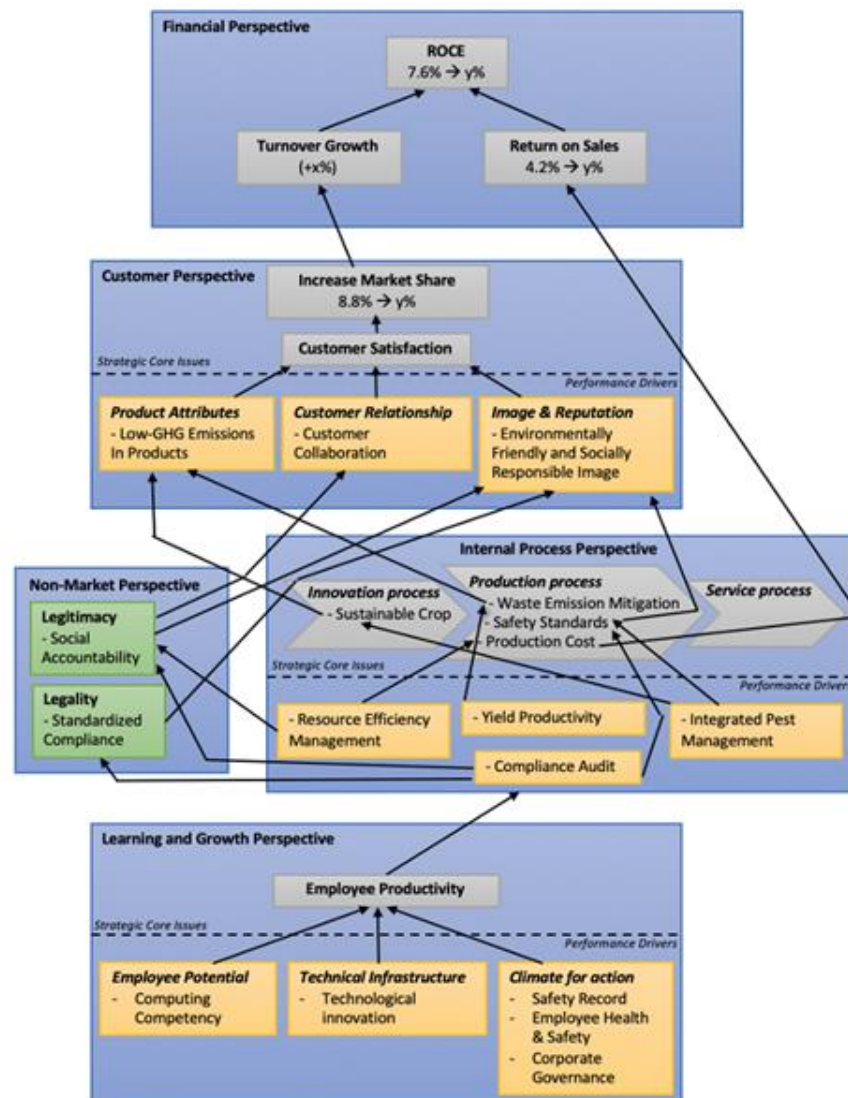 Financial Perspective
ROCE
7.6% → y%
Turnover Growth
(+x%)
Return on Sales
4.2% → y%
Customer Perspective
Increase Market Share
8.8% → y%
Customer Satisfaction
Strategic Core Issues
Performance Drivers
Product Attributes
- Low-GHG Emissions
In Products
Customer Relationship
- Customer
Collaboration
Image & Reputation
- Environmentally
Friendly and Socially
Responsible Image
Non-Market Perspective
Legitimacy
- Social
Accountability
Legality
- Standardized
Compliance
Internal Process Perspective
Innovation process
- Sustainable Crop
Production process
- Waste Emission Mitigation
- Safety Standards
- Production Cost
Service process
Strategic Core Issues
Performance Drivers
- Resource Efficiency
Management
- Yield Productivity
- Integrated Pest
Management
- Compliance Audit
Learning and Growth Perspective
Employee Productivity
Strategic Core Issues
Performance Drivers
Employee Potential
- Computing
Competency
Technical Infrastructure
- Technological
innovation
Climate for action
- Safety Record
- Employee Health
& Safety
- Corporate
Governance